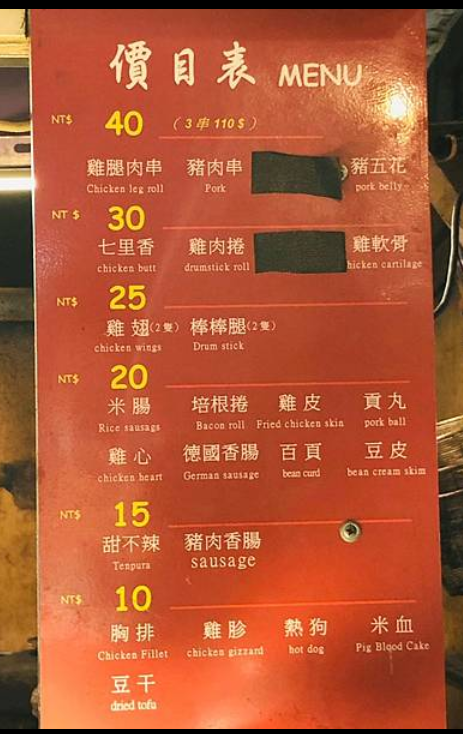 價目表 MENU
NT$ 40 (3串110$)
雞腿肉串 豬肉串 豬五花
Chicken leg roll Pork pork belly
NT$ 30
七里香 雞肉捲 雞軟骨
chicken butt drumstick roll hicken cartilage
NT$ 25
雞翅(2隻) 棒棒腿(2隻)
chicken wings Drum stick
NT$ 20
米腸 培根捲 雞皮 貢丸
Rice sausags Bacon roll Fried chicken skin pork ball
雞心 德國香腸 百頁 豆皮
chicken heart German sausage bean curd bean cream skim
NT$ 15
甜不辣 豬肉香腸
Tenpura sausage
NT$ 10
胸排 雞胗 熱狗 米血
Chicken Fillet chicken gizzard hot dog Pig Blood Cake
豆干
dried tofu